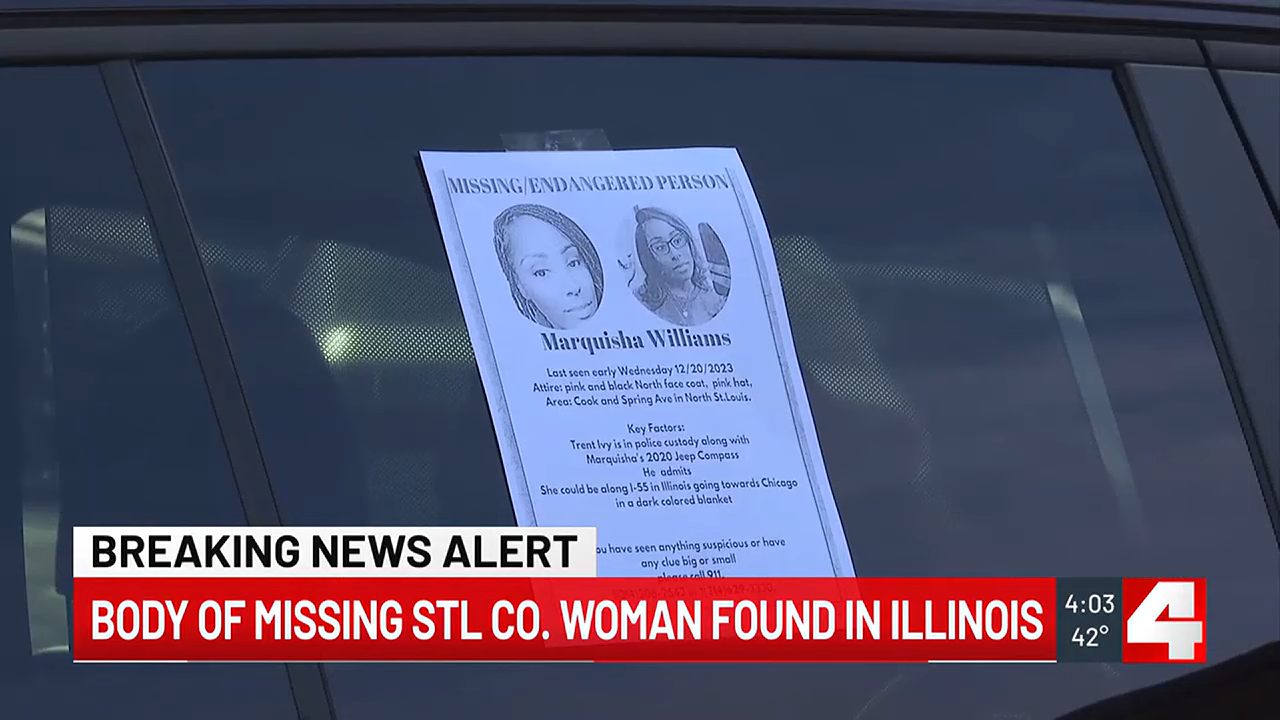 MISSING/ENDANGERED PERSON
Marquisha Williams
Last seen early Wednesday 12/20/2023
Attire: pink and black North face coat, pink hat,
Area: Cook and Spring Ave in North St.Louis.
Key Factors:
Trent Ivy is in police custody along with
Marquisha's 2020 Jeep Compass
He admits
She could be along I-55 in Illinois going towards Chicago
in a dark colored blanket
ou have seen anything suspicious or have
any clue big or small
please call 911,
BREAKING NEWS ALERT
BODY OF MISSING STL CO. WOMAN FOUND IN ILLINOIS
4:03
42°
4